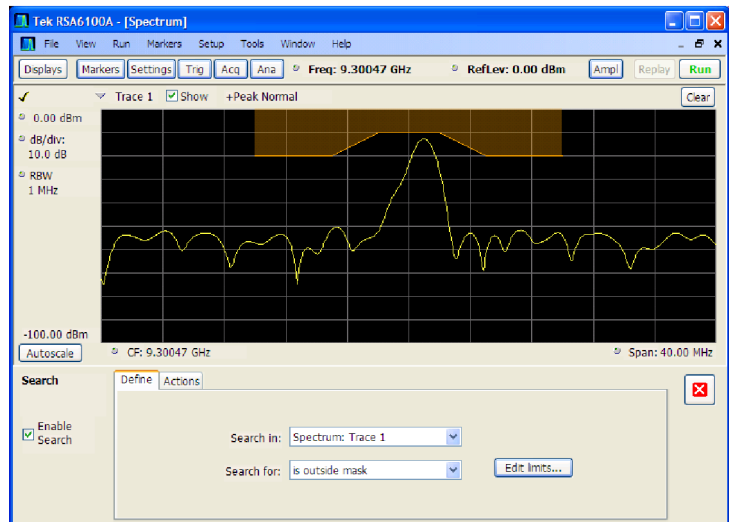 Tek RSA6100A - [Spectrum]
File View Run Markers Setup Tools Window Help
Displays Markers Settings Trig Acq Ana Freq: 9.30047 GHz RefLev: 0.00 dBm Ampl Replay Run
Trace 1 Show +Peak Normal Clear
0.00 dBm
dB/div:
10.0 dB
RBW
1 MHz
-100.00 dBm
Autoscale CF: 9.30047 GHz Span: 40.00 MHz
Search Define Actions
Enable
Search
Search in: Spectrum: Trace 1
Search for: is outside mask Edit limits...